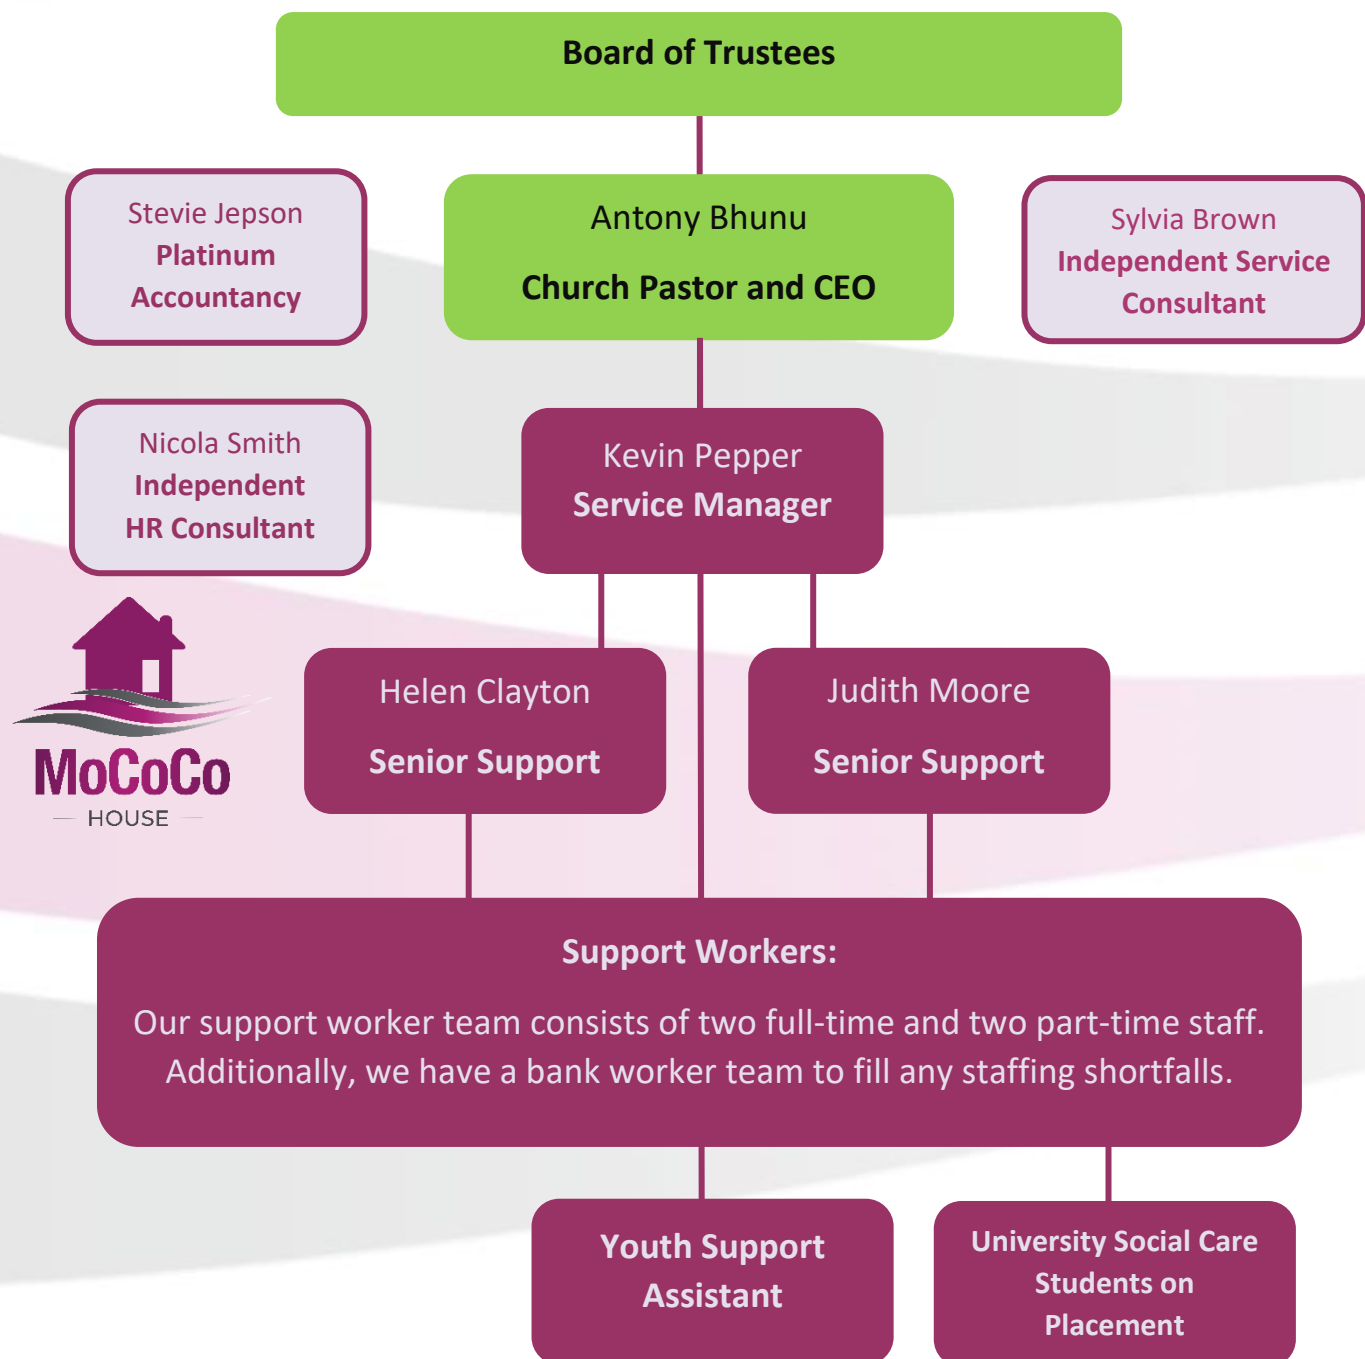 Board of Trustees
Stevie Jepson
Platinum
Accountancy
Antony Bhunu
Church Pastor and CEO
Sylvia Brown
Independent Service
Consultant
Nicola Smith
Independent
HR Consultant
Kevin Pepper
Service Manager
MoCoCo
HOUSE
Helen Clayton
Senior Support
Judith Moore
Senior Support
Support Workers:
Our support worker team consists of two full-time and two part-time staff.
Additionally, we have a bank worker team to fill any staffing shortfalls.
Youth Support
Assistant
University Social Care
Students on
Placement